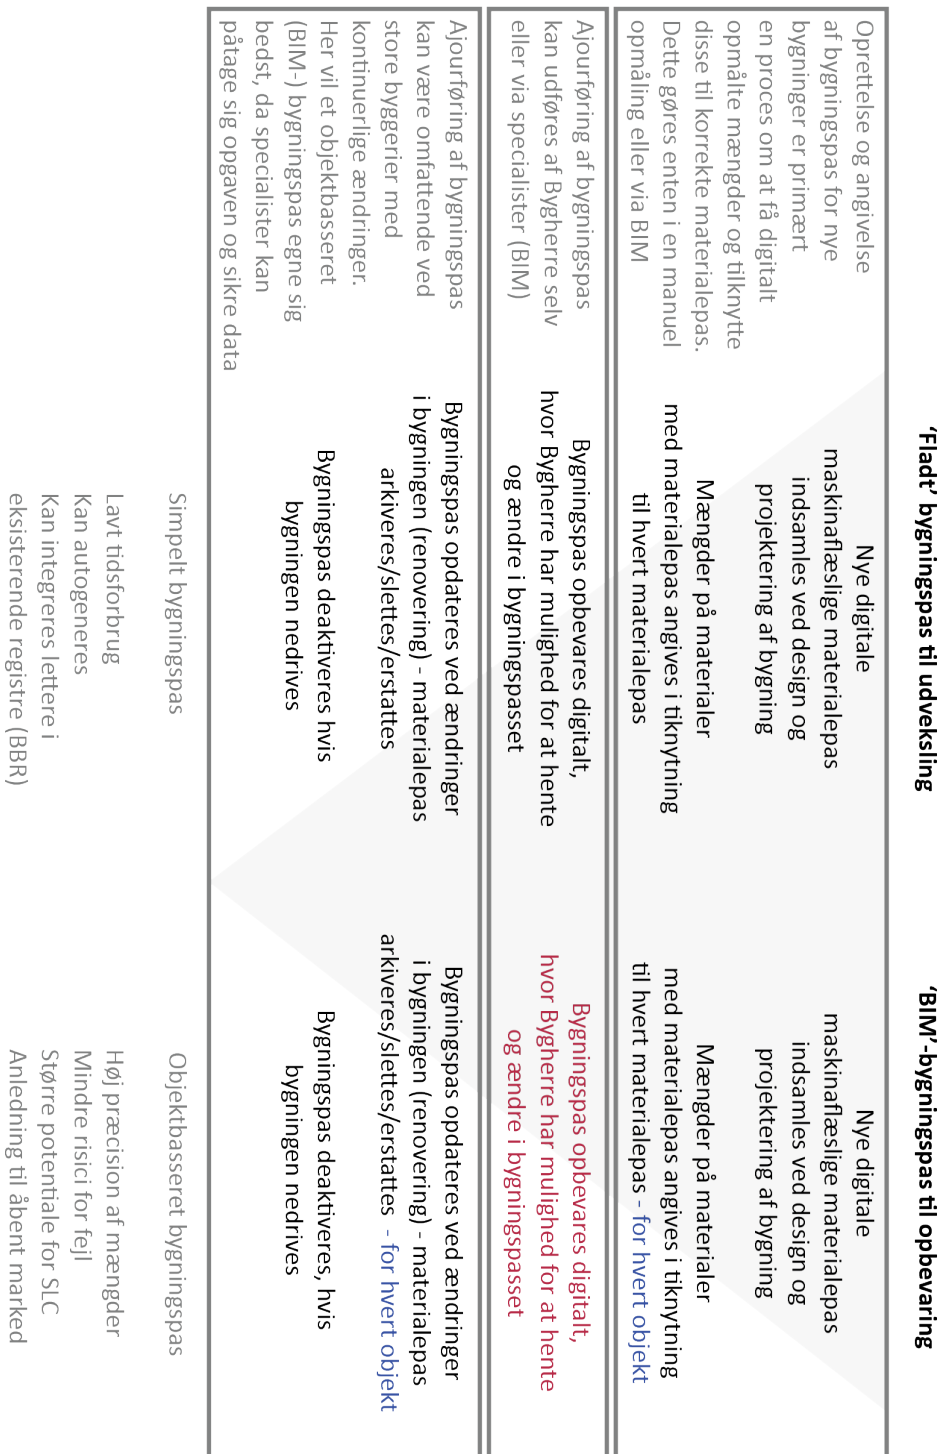 ‘Fladt’ bygningspas til udveksling
‘BIM’-bygningspas til opbevaring
Oprettelse og angivelse
af bygningspas for nye
bygninger er primært
en proces om at få digitalt
opmålte mængder og tilknytte
disse til korrekte materialepas.
Dette gøres enten i en manuel
opmåling eller via BIM
Nye digitale
maskinaflæslige materialepas
indsamles ved design og
projektering af bygning
Mængder på materialer
med materialepas angives i tiknytning
til hvert materialepas
Nye digitale
maskinaflæslige materialepas
indsamles ved design og
projektering af bygning
Mængder på materialer
med materialepas angives i tiknytning
til hvert materialepas - for hvert objekt
Ajourføring af bygningspas
kan udføres af Bygherre selv
eller via specialister (BIM)
Bygningspas opbevares digitalt,
hvor Bygherre har mulighed for at hente
og ændre i bygningspasset
Bygningspas opbevares digitalt,
hvor Bygherre har mulighed for at hente
og ændre i bygningspasset
Ajourføring af bygningspas
kan være omfattende ved
store byggerier med
kontinuerlige ændringer.
Her vil et objektbasseret
(BIM-) bygningspas egne sig
bedst, da specialister kan
påtage sig opgaven og sikre data
Bygningspas opdateres ved ændringer
i bygningen (renovering) - materialepas
arkiveres/slettes/erstattes
Bygningspas deaktiveres hvis
bygningen nedrives
Bygningspas opdateres ved ændringer
i bygningen (renovering) - materialepas
arkiveres/slettes/erstattes - for hvert objekt
Bygningspas deaktiveres, hvis
bygningen nedrives
Simpelt bygningspas
Lavt tidsforbrug
Kan autogeneres
Kan integreres lettere i
eksisterende registre (BBR)
Objektbasseret bygningspas
Høj præcision af mængder
Mindre risici for fejl
Større potentiale for SLC
Anledning til åbent marked